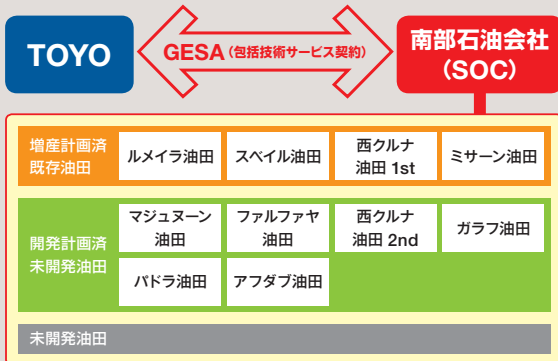 TOYO
GESA(包括技術サービス契約)
南部石油会社
(SOC)
増産計画済
既存油田
ルメイラ油田
スベイル油田
西クルナ
油田 1st
ミサーン油田
開発計画済
未開発油田
マジュヌーン
油田
ファルファヤ
油田
西クルナ
油田 2nd
ガラフ油田
バドラ油田
アフダブ油田
未開発油田